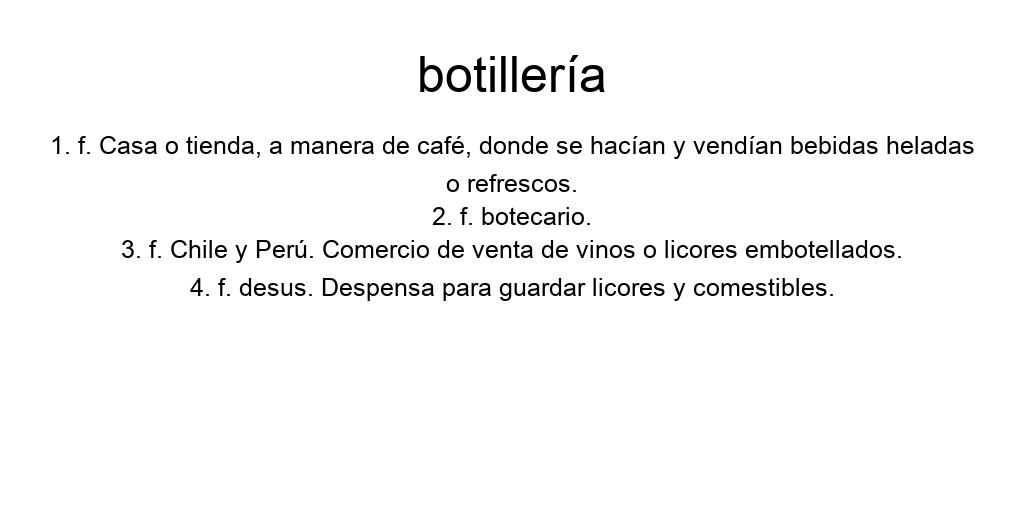 botillería
1. f. Casa o tienda, a manera de café, donde se hacían y vendían bebidas heladas
o refrescos.
2. f. botecario.
3. f. Chile y Perú. Comercio de venta de vinos o licores embotellados.
4. f. desus. Despensa para guardar licores y comestibles.